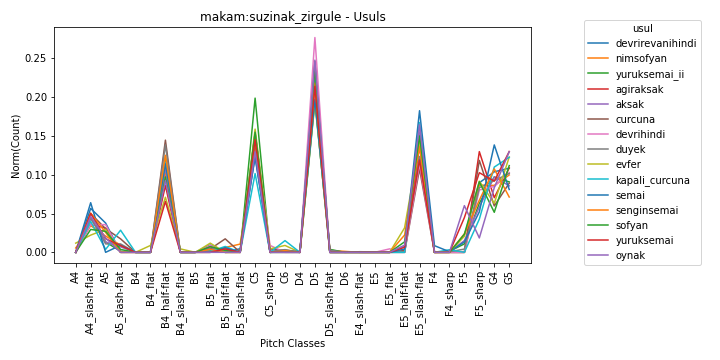 makam:suzinak_zirgule - Usuls
Norm(Count)
0.25
0.20
0.15
0.10
0.05
0.00
A4
A4_slash-flat
A5
A5_slash-flat
B4
B4_flat
B4_half-flat
B4_slash-flat
B5
B5_flat
B5_half-flat
B5_slash-flat
C5
C5_sharp
C6
D4
D5
D5_slash-flat
D6
E4_slash-flat
E5
E5_flat
E5_half-flat
E5_slash-flat
F4
F4_sharp
F5
F5_sharp
G4
G5
Pitch Classes
usul
devrirevanihindi
nimsofyan
yuruksemai_ii
agiraksak
aksak
curcuna
devrihindi
duyek
evfer
kapali_curcuna
semai
senginsemai
sofyan
yuruksemai
oynak